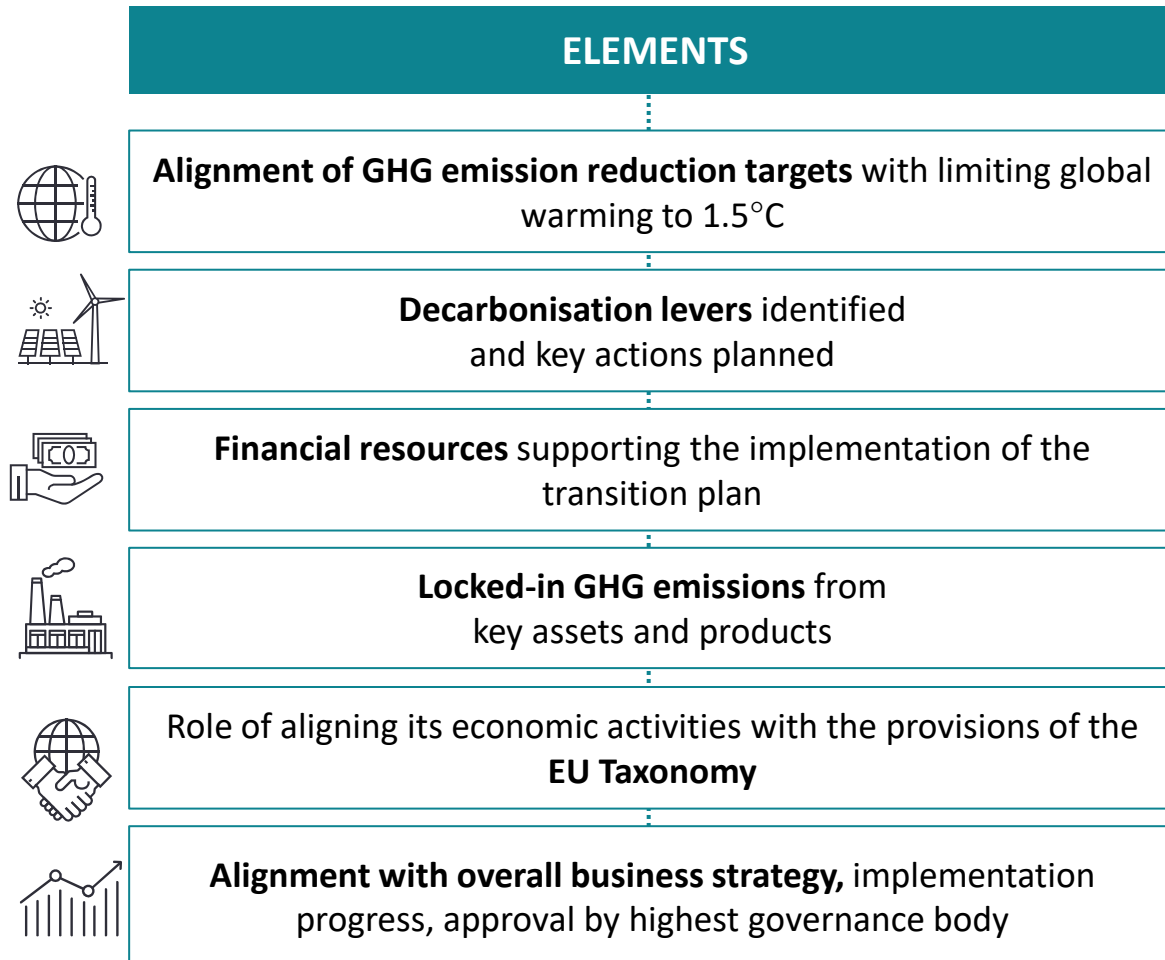 ELEMENTS
Alignment of GHG emission reduction targets with limiting global
warming to 1.5°C
Decarbonisation levers identified
and key actions planned
Financial resources supporting the implementation of the
transition plan
Locked-in GHG emissions from
key assets and products
Role of aligning its economic activities with the provisions of the
EU Taxonomy
Alignment with overall business strategy, implementation
progress, approval by highest governance body